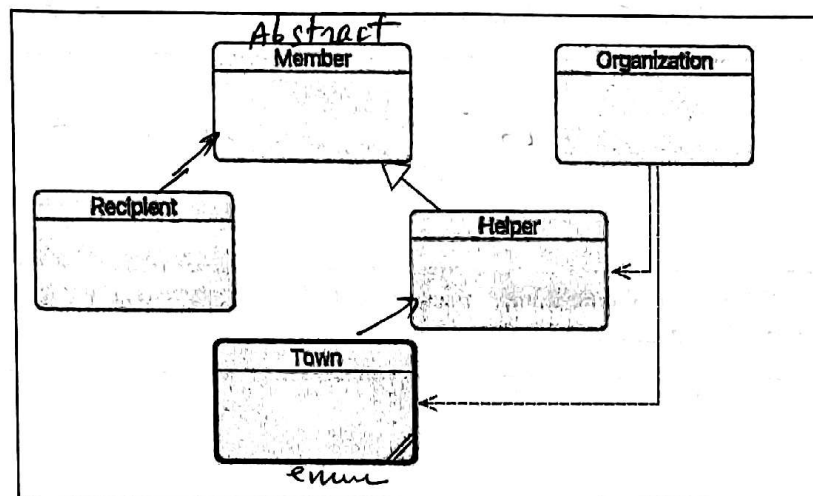 Abstract
Member
Organization
Recipient
Helper
Town
enum